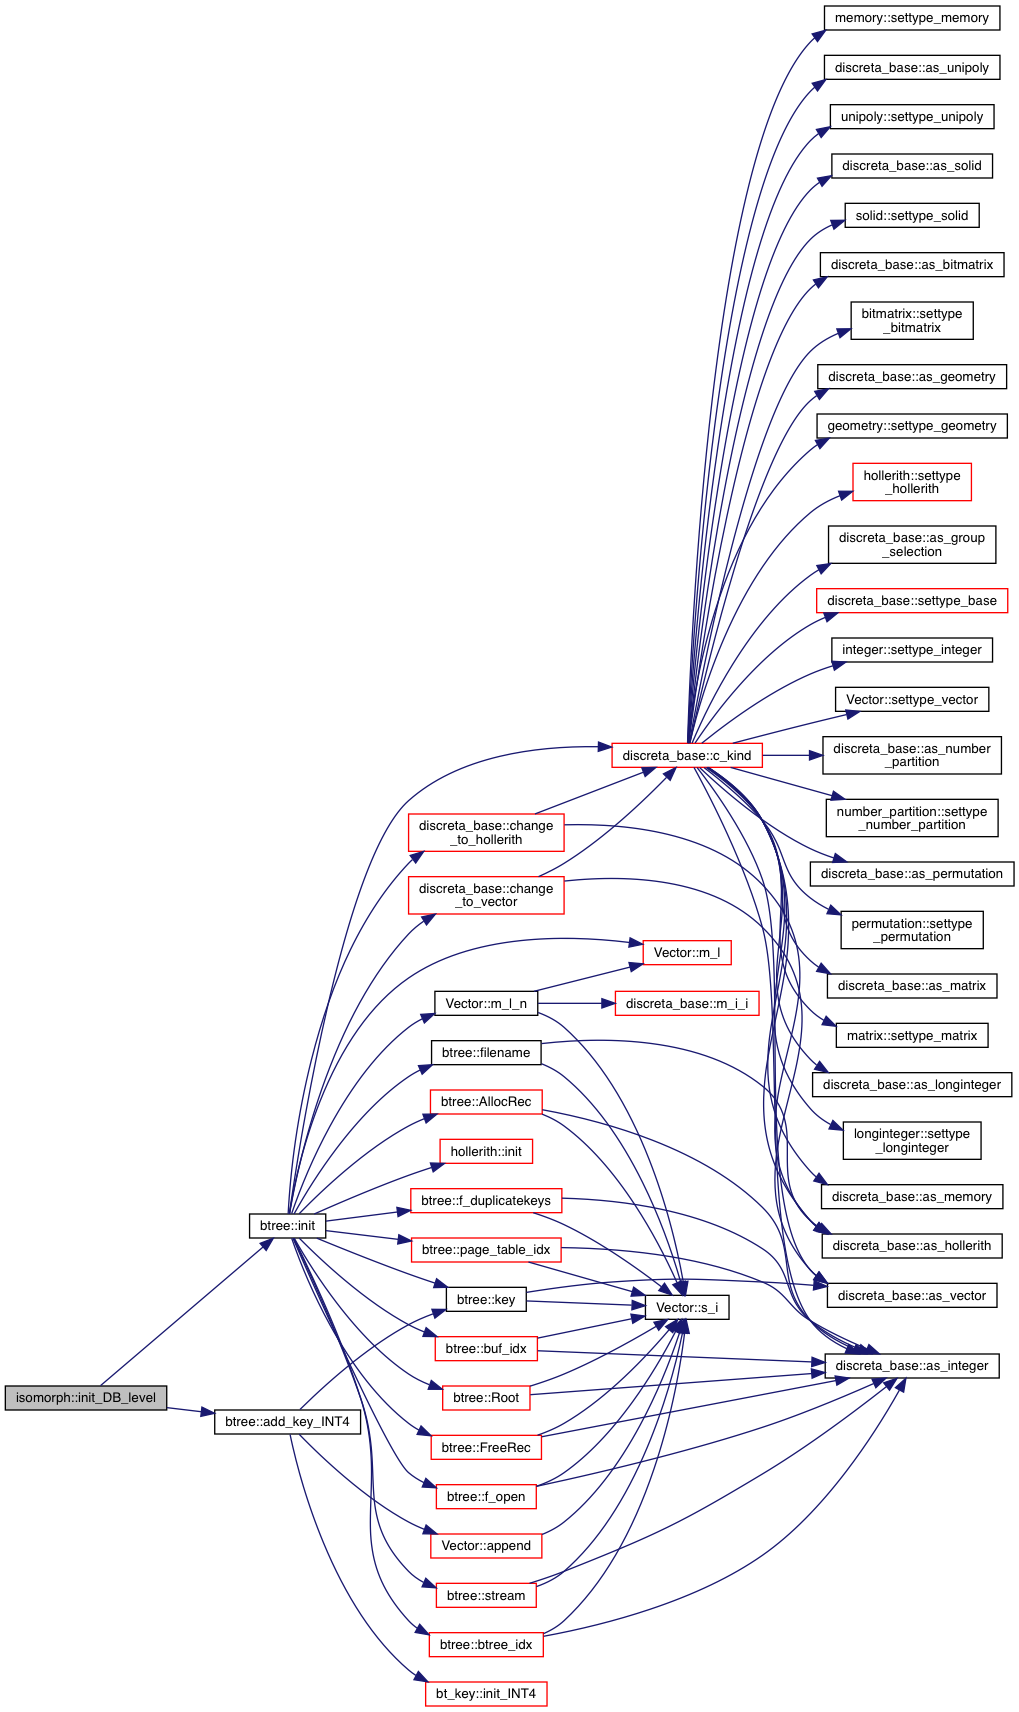 memory::settype_memory
discreta_base::as_unipoly
unipoly::settype_unipoly
discreta_base::as_solid
solid::settype_solid
discreta_base::as_bitmatrix
bitmatrix::settype
_bitmatrix
discreta_base::as_geometry
geometry::settype_geometry
hollerith::settype
_hollerith
discreta_base::as_group
_selection
discreta_base::settype_base
integer::settype_integer
Vector::settype_vector
discreta_base::c_kind
discreta_base::as_number
_partition
number_partition::settype
_number_partition
discreta_base::change
_to_hollerith
discreta_base::as_permutation
discreta_base::change
_to_vector
permutation::settype
_permutation
Vector::m_l
discreta_base::as_matrix
Vector::m_l_n
discreta_base::m_i_i
matrix::settype_matrix
btree::filename
discreta_base::as_longinteger
btree::AllocRec
longinteger::settype
_longinteger
hollerith::init
discreta_base::as_memory
btree::f_duplicatekeys
btree::init
discreta_base::as_hollerith
btree::page_table_idx
discreta_base::as_vector
btree::key
Vector::s_i
btree::buf_idx
discreta_base::as_integer
isomorph::init_DB_level
btree::Root
btree::add_key_INT4
btree::FreeRec
btree::f_open
Vector::append
btree::stream
btree::btree_idx
bt_key::init_INT4